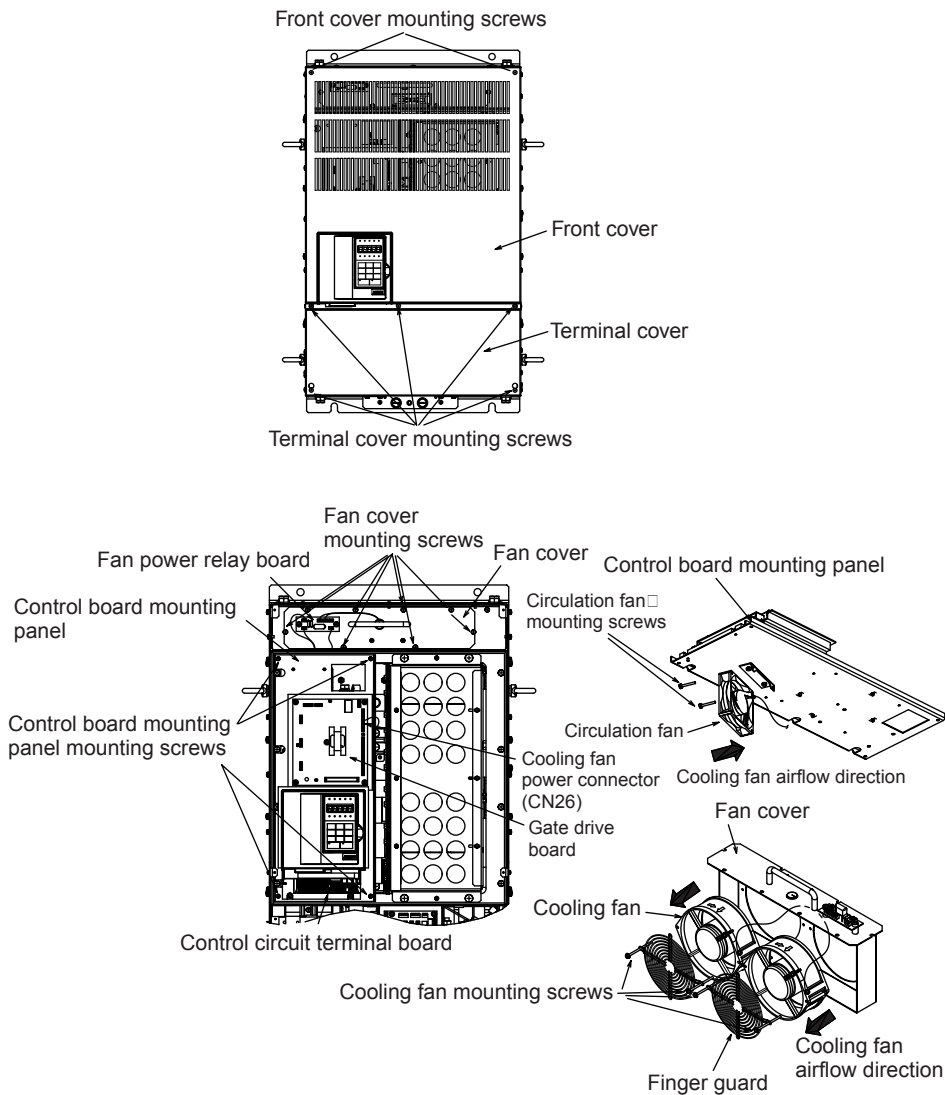 Front cover mounting screws
Front cover
Terminal cover
Terminal cover mounting screws
Fan cover
mounting screws
Fan power relay board
Fan cover
Control board mounting
panel
Control board mounting
panel mounting screws
Cooling fan
power connector
(CN26)
Gate drive
board
Control circuit terminal board
Control board mounting panel
Circulation fan□
mounting screws
Circulation fan
Cooling fan airflow direction
Fan cover
Cooling fan
Cooling fan mounting screws
Cooling fan
airflow direction
Finger guard